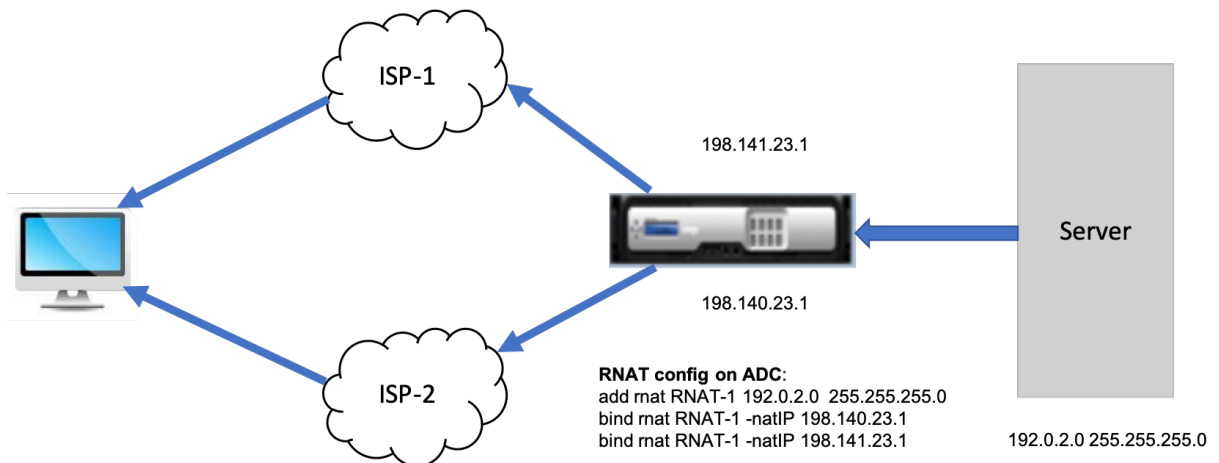 ISP-1
198.141.23.1
Server
198.140.23.1
ISP-2
RNAT config on ADC:
add rnat RNAT-1 192.0.2.0 255.255.255.0
bind rnat RNAT-1 -natIP 198.140.23.1
bind rnat RNAT-1 -natIP 198.141.23.1
192.0.2.0 255.255.255.0